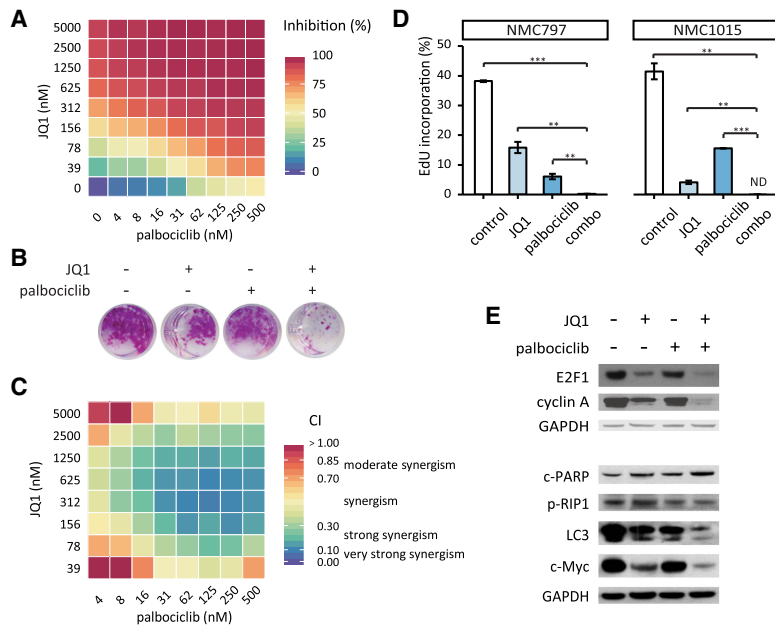 A
Inhibition (%)
JQ1 (nM)
5000
2500
1250
625
312
156
78
39
0
100
80
60
40
20
0
0 4 8 16 31 62 125 250 500
palbociclib (nM)
B
JQ1 - + - +
palbociclib - - + +
C
CI
JQ1 (nM)
5000
2500
1250
625
312
156
78
39
> 1.00
0.85
0.70
0.30
0.10
0.00
moderate synergism
synergism
strong synergism
very strong synergism
4 8 16 31 62 125 250 500
palbociclib (nM)
D
NMC797
NMC1015
EdU incorporation (%)
50
40
30
20
10
0
***
**
**
**
**
***
ND
control JQ1 palbociclib combo
control JQ1 palbociclib combo
E
JQ1 - + - +
palbociclib - - + +
E2F1
cyclin A
GAPDH
c-PARP
p-RIP1
LC3
c-Myc
GAPDH